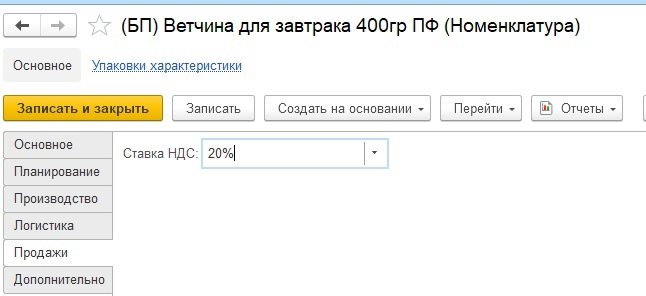 (БП) Ветчина для завтрака 400гр ПФ (Номенклатура)
Основное Упаковки характеристики
Записать и закрыть Записать Создать на основании Перейти Отчеты
Основное
Ставка НДС: 20%
Планирование
Производство
Логистика
Продажи
Дополнительно